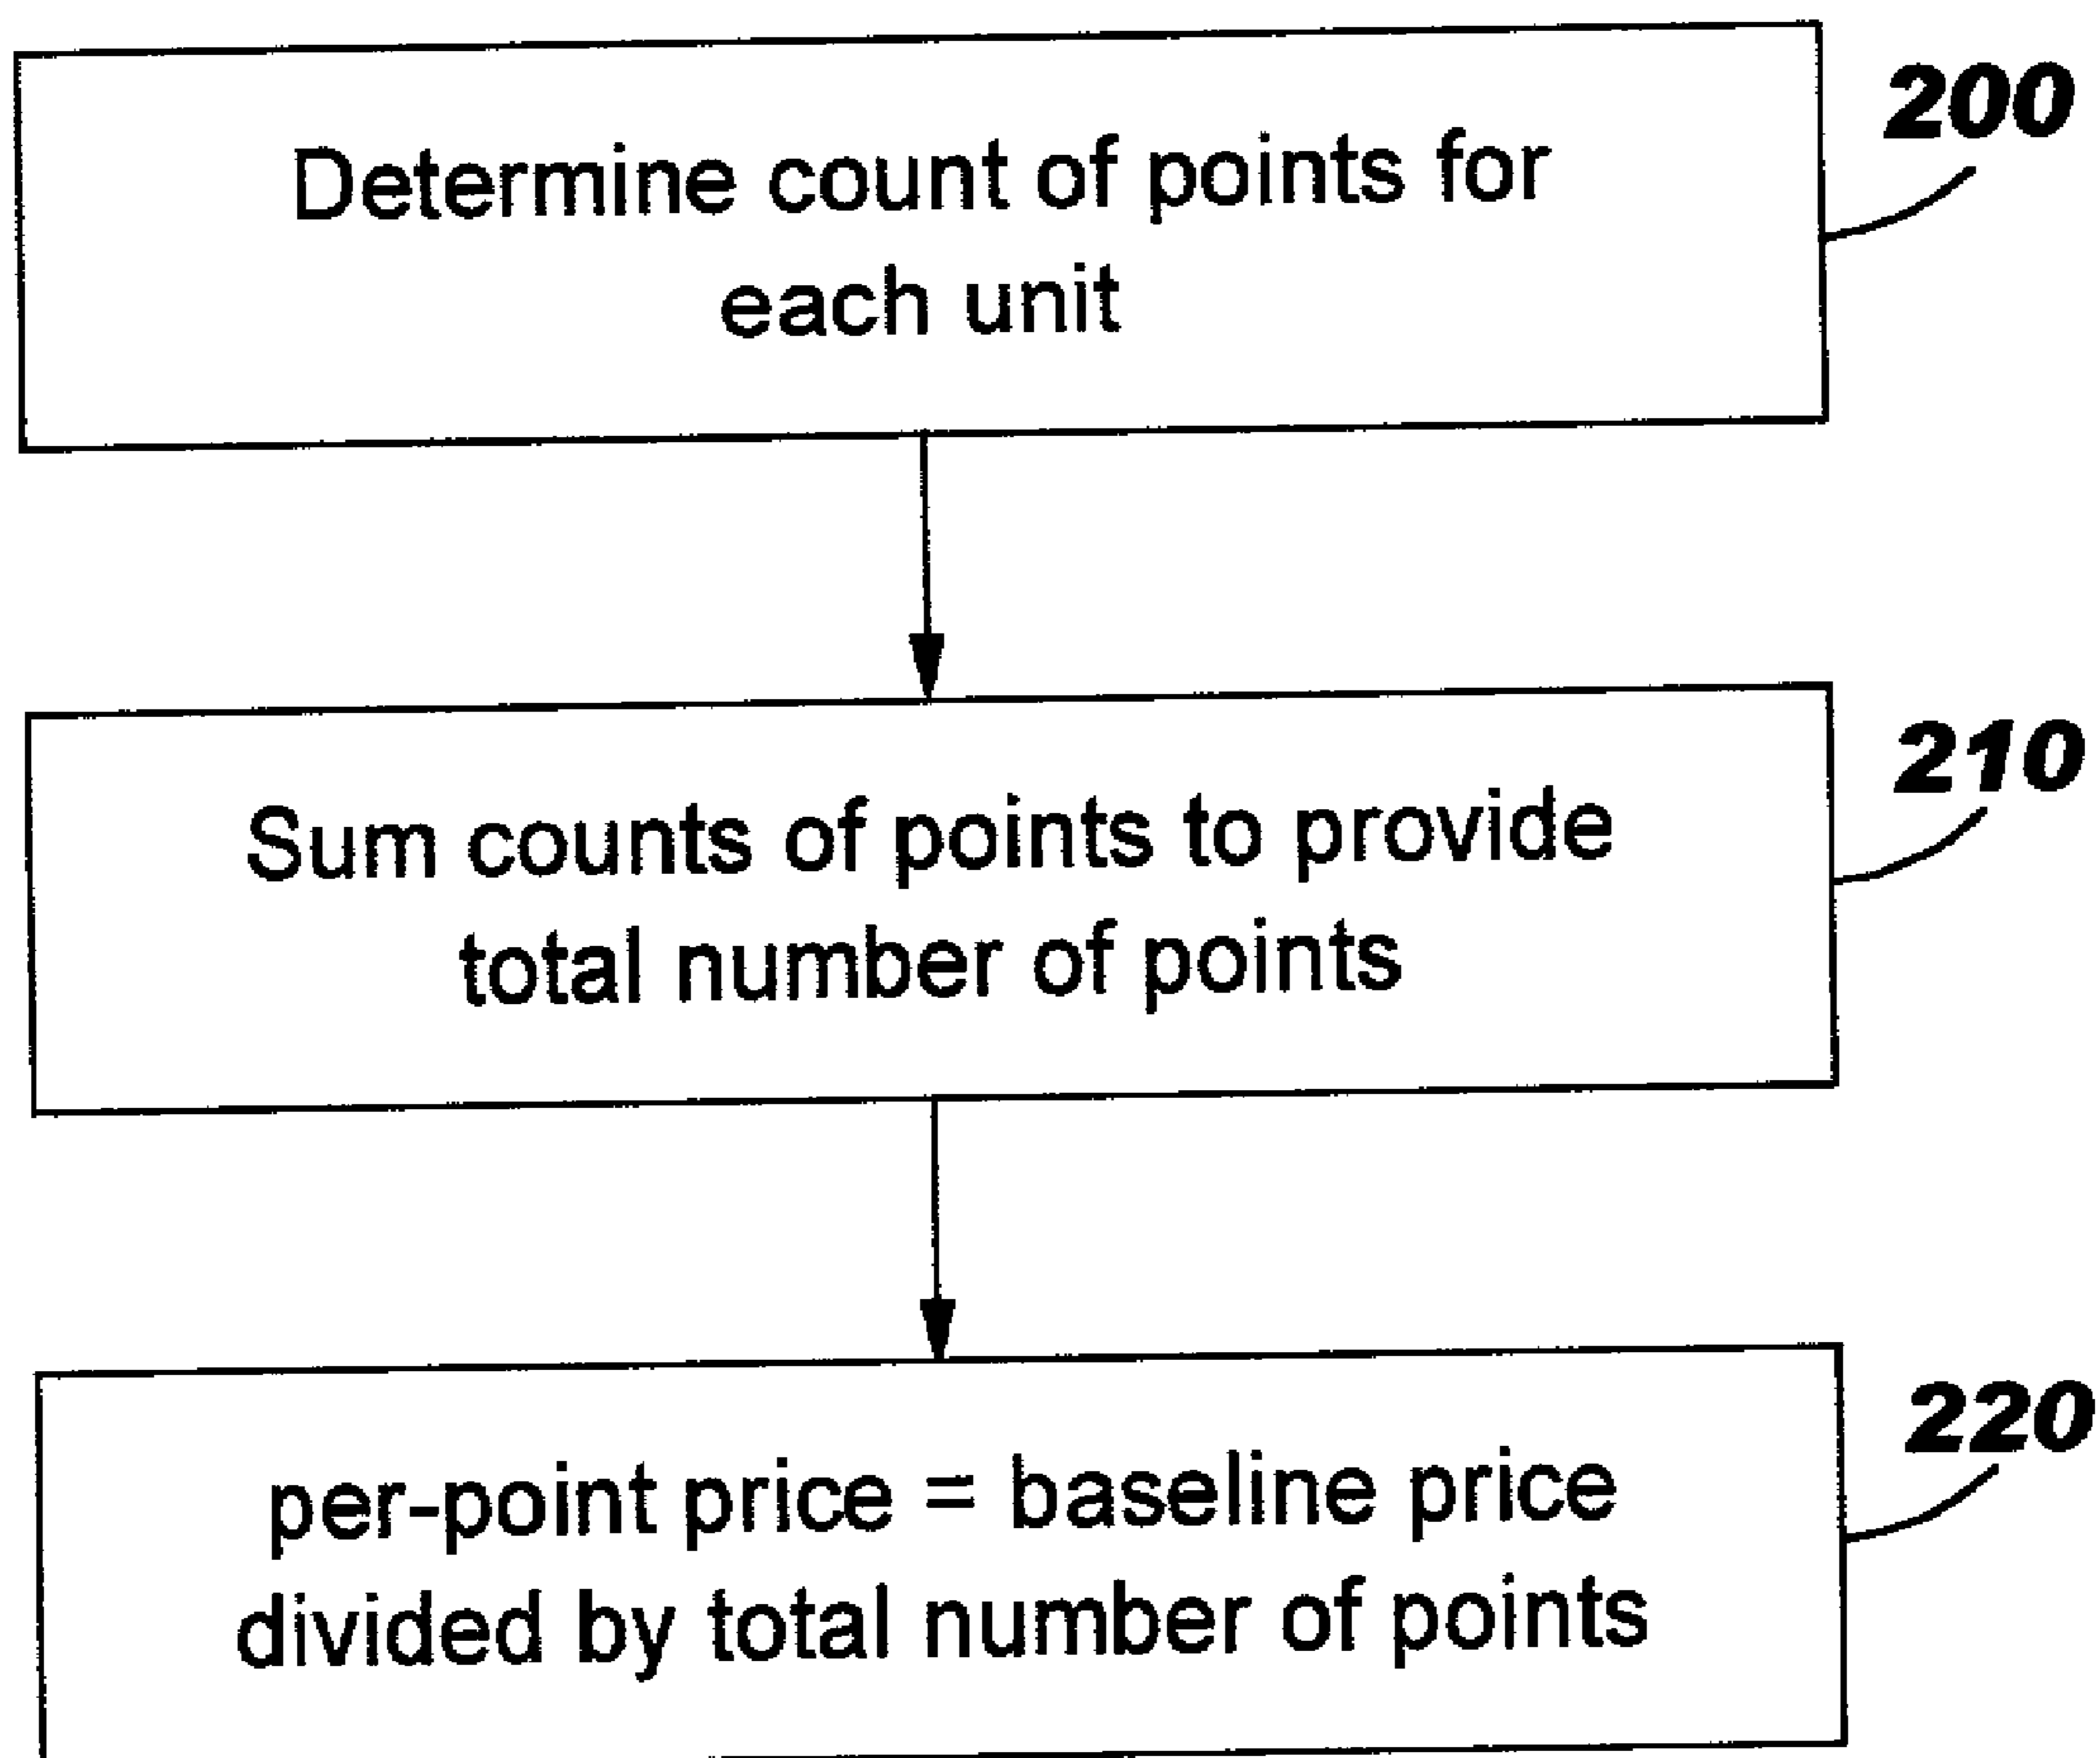 200
Determine count of points for
each unit
210
Sum counts of points to provide
total number of points
220
per-point price = baseline price
divided by total number of points